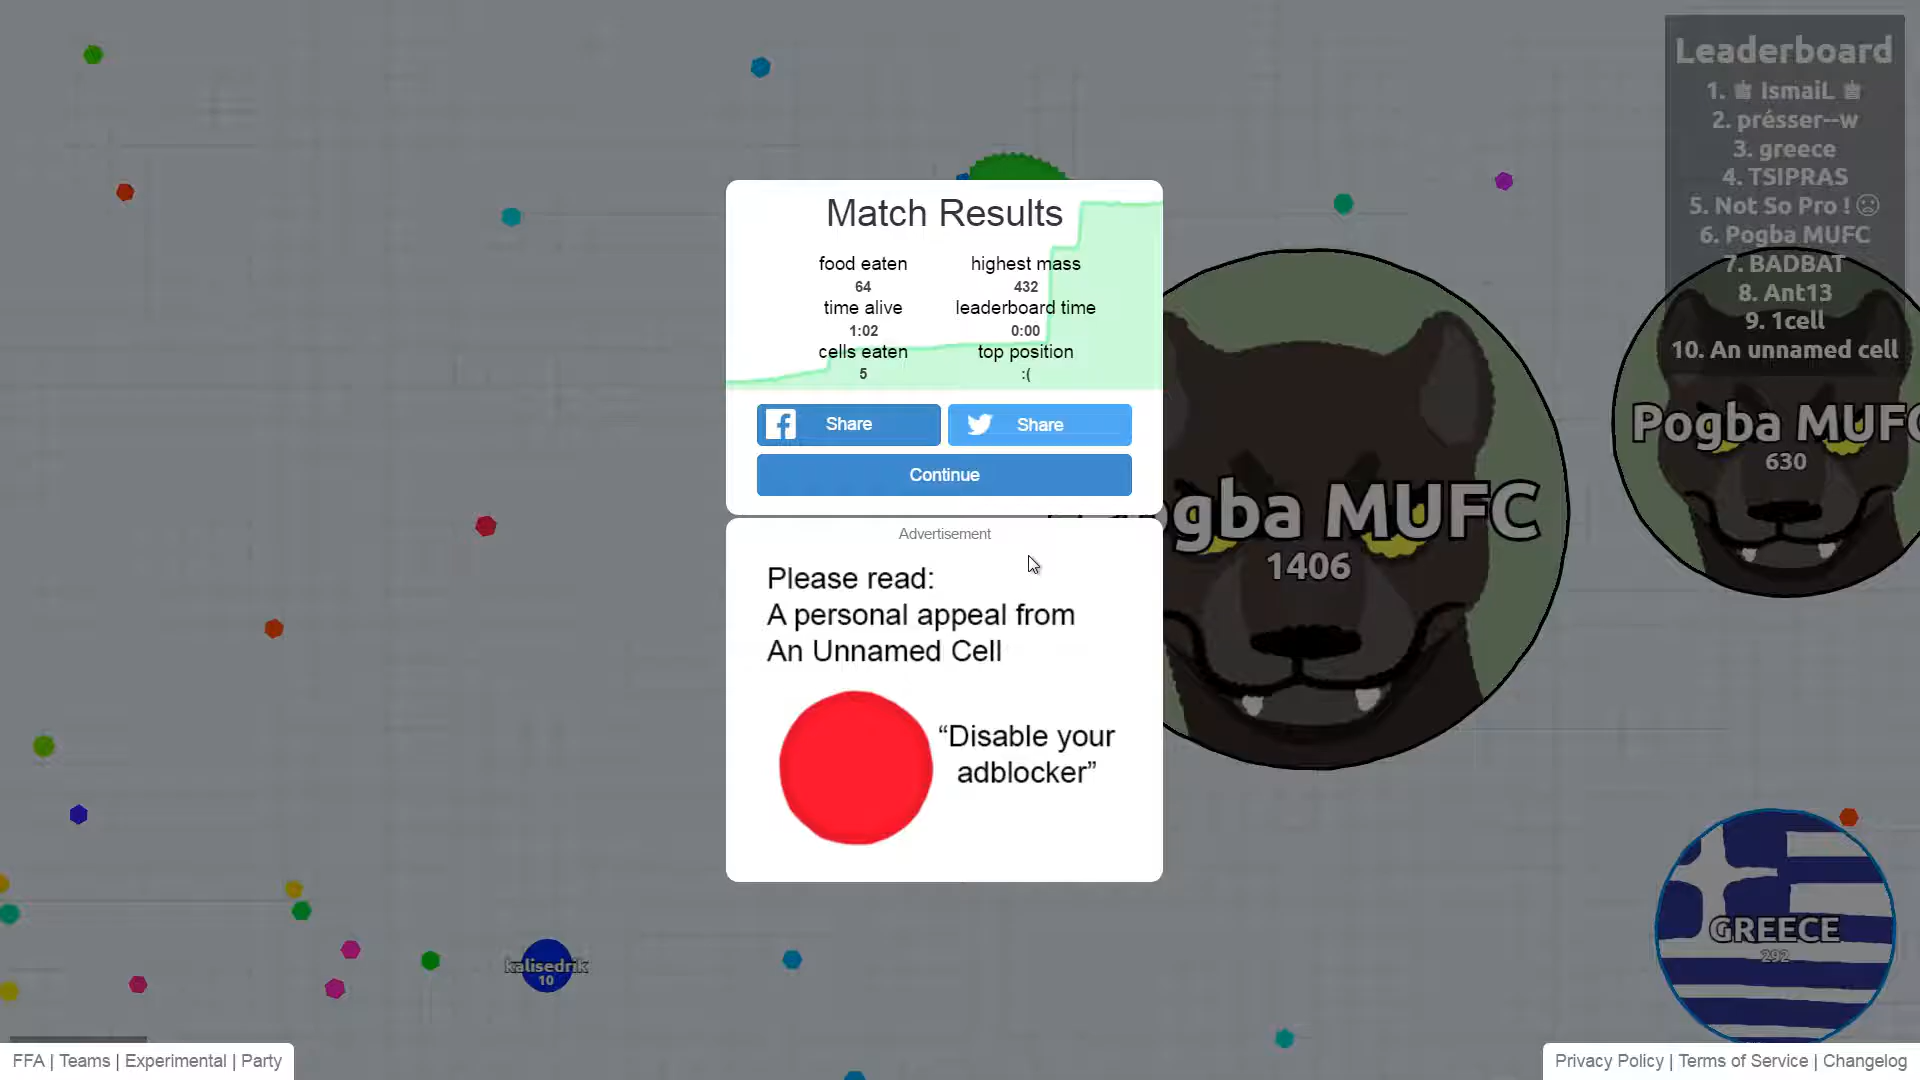 Leaderboard
1. ♕ IsmaiL ♕
2. présser--w
3. greece
4. TSIPRAS
5. Not So Pro ! ☹
6. Pogba MUFC
7. BADBAT
8. Ant13
9. 1cell
10. An unnamed cell
Match Results
food eaten
64
highest mass
432
time alive
1:02
leaderboard time
0:00
cells eaten
5
top position
:(
Share
Share
Continue
Advertisement
Please read:
A personal appeal from
An Unnamed Cell
“Disable your
adblocker”
ogba MUFC
1406
Pogba MUFC
630
GREECE
292
kalisedrik
10
FFA | Teams | Experimental | Party
Privacy Policy | Terms of Service | Changelog